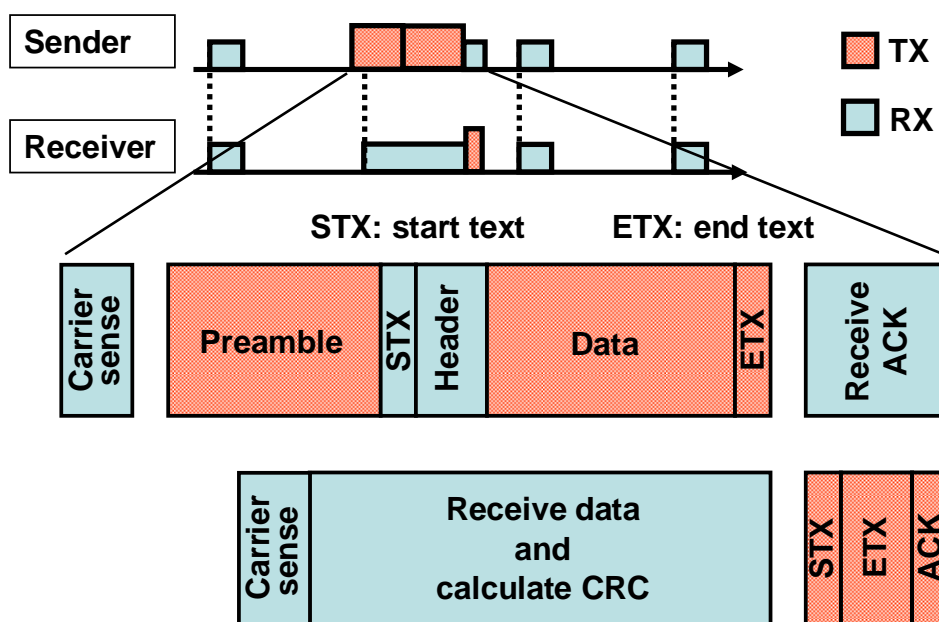 Sender
TX
RX
Receiver
STX: start text
ETX: end text
Carrier
sense
Preamble
STX
Header
Data
ETX
Receive
ACK
Carrier
sense
Receive data
and
calculate CRC
STX
ETX
ACK